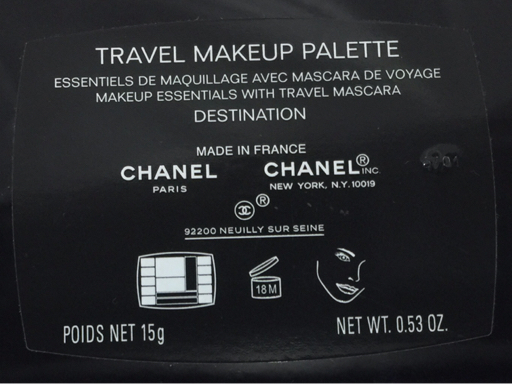 TRAVEL MAKEUP PALETTE
ESSENTIELS DE MAQUILLAGE AVEC MASCARA DE VOYAGE
MAKEUP ESSENTIALS WITH TRAVEL MASCARA
DESTINATION
MADE IN FRANCE
CHANEL CHANEL® INC.
PARIS NEW YORK, N.Y. 10019
®
92200 NEUILLY SUR SEINE
18 M
POIDS NET 15g NET WT. 0.53 OZ.